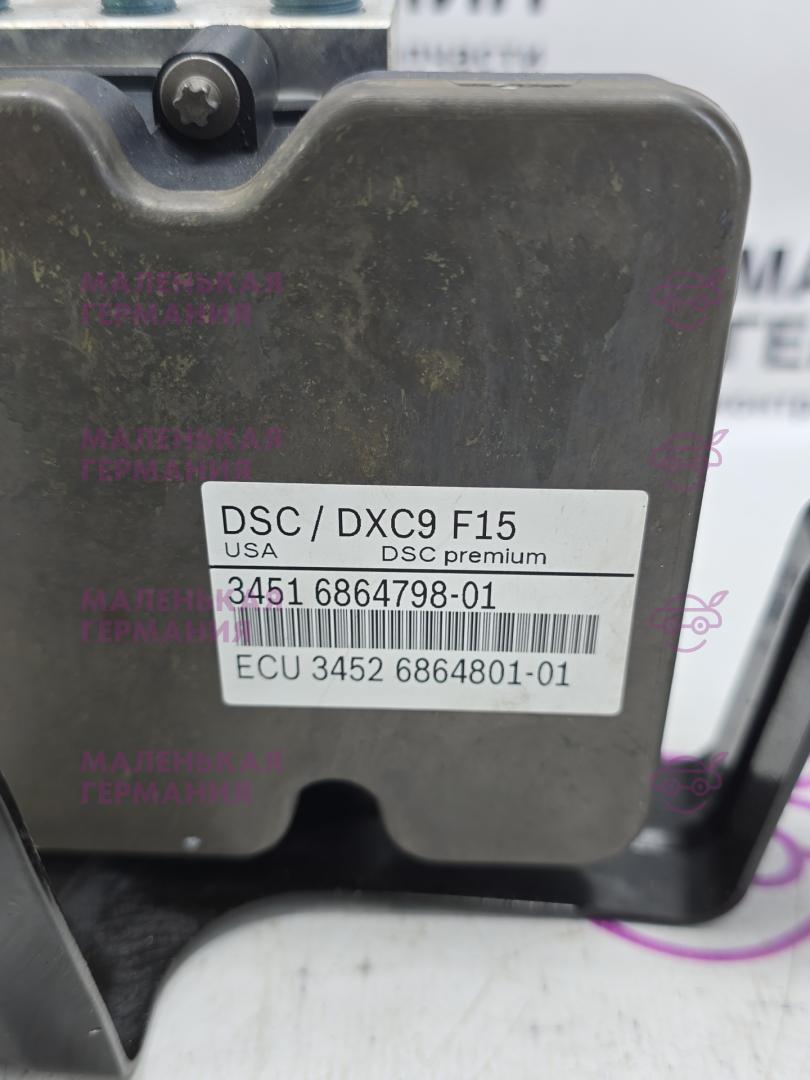 DSC / DXC9 F15
USA DSC premium
3451 6864798-01
ECU 3452 6864801-01
МАЛЕНЬКАЯ
ГЕРМАНИЯ
МАЛЕНЬКАЯ
ГЕРМАНИЯ
МАЛЕНЬКАЯ
ГЕРМАНИЯ
МАЛЕНЬКАЯ
ГЕРМАНИЯ